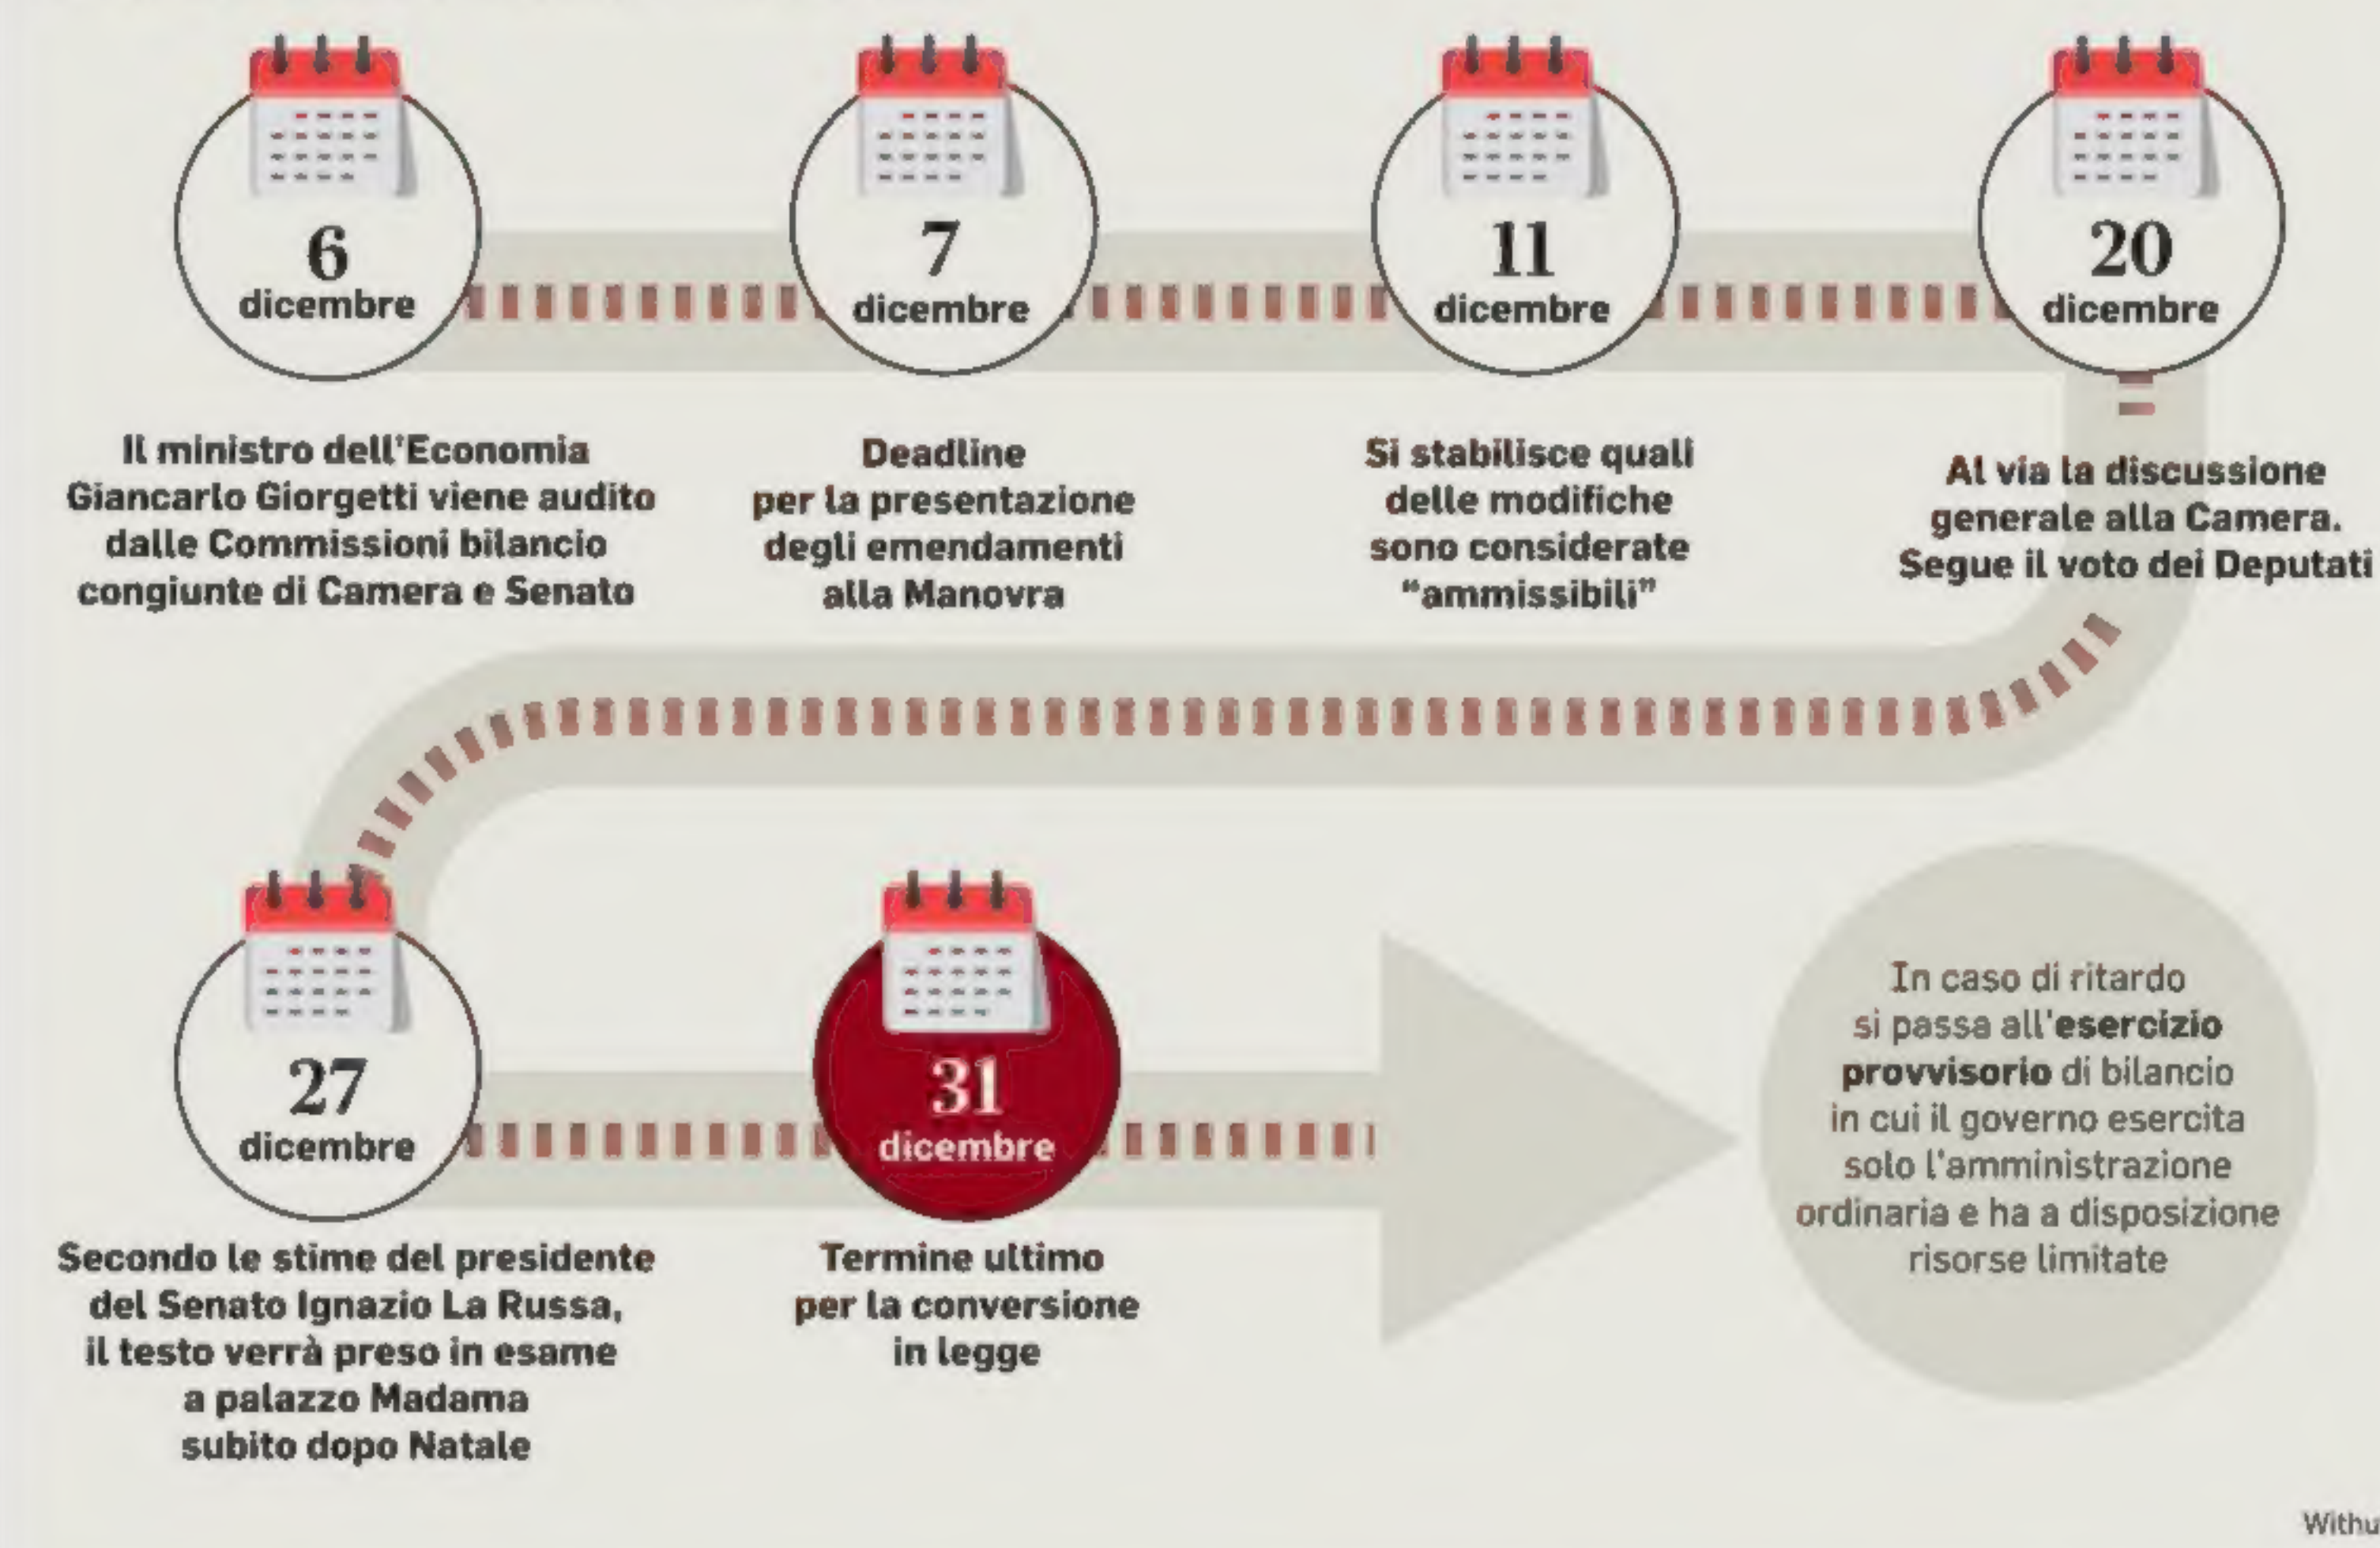 6
dicembre
Il ministro dell'Economia
Giancarlo Giorgetti viene audito
dalle Commissioni bilancio
congiunte di Camera e Senato
7
dicembre
Deadline
per la presentazione
degli emendamenti
alla Manovra
11
dicembre
Si stabilisce quali
delle modifiche
sono considerate
“ammissibili”
20
dicembre
Al via la discussione
generale alla Camera.
Segue il voto dei Deputati
27
dicembre
Secondo le stime del presidente
del Senato Ignazio La Russa,
il testo verrà preso in esame
a palazzo Madama
subito dopo Natale
31
dicembre
Termine ultimo
per la conversione
in legge
In caso di ritardo
si passa all'esercizio
provvisorio di bilancio
in cui il governo esercita
solo l'amministrazione
ordinaria e ha a disposizione
risorse limitate
Withu